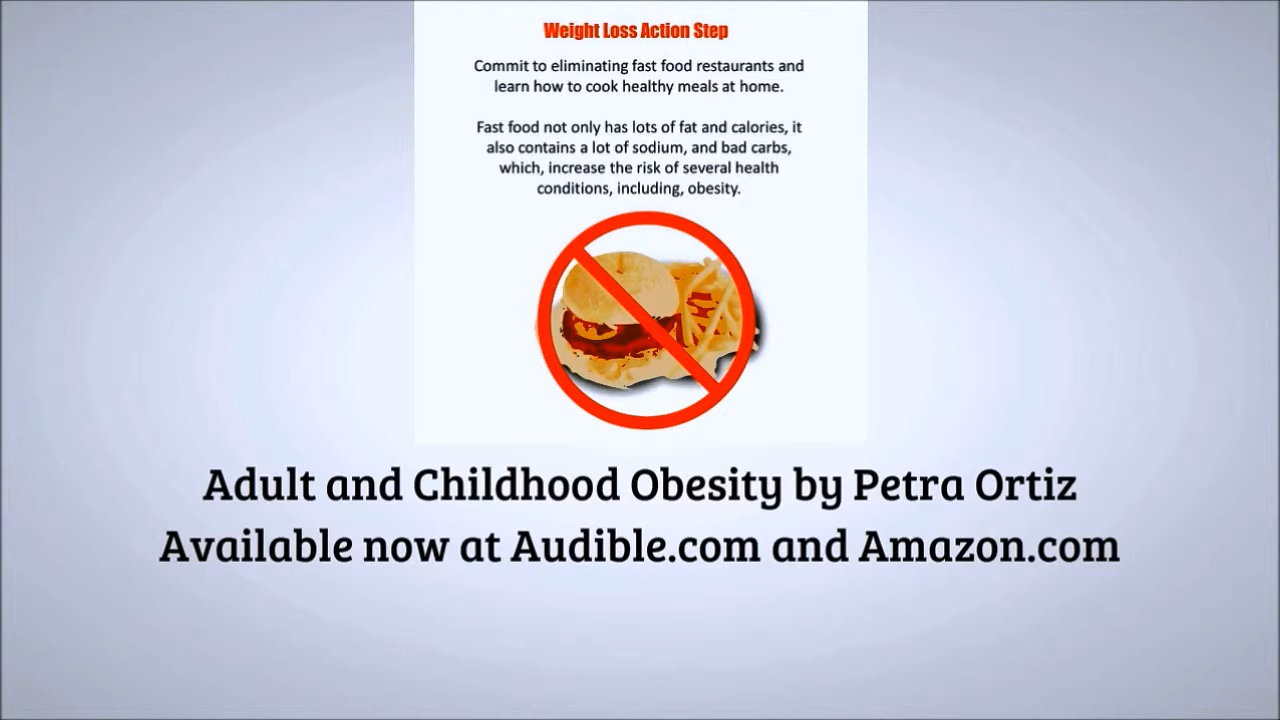 Weight Loss Action Step
Commit to eliminating fast food restaurants and
learn how to cook healthy meals at home.
Fast food not only has lots of fat and calories, it
also contains a lot of sodium, and bad carbs,
which, increase the risk of several health
conditions, including, obesity.
Adult and Childhood Obesity by Petra Ortiz
Available now at Audible.com and Amazon.com